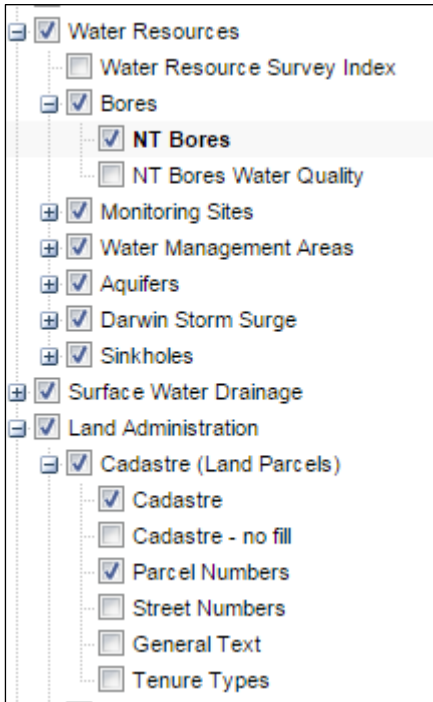 Water Resources
Water Resource Survey Index
Bores
NT Bores
NT Bores Water Quality
Monitoring Sites
Water Management Areas
Aquifers
Darwin Storm Surge
Sinkholes
Surface Water Drainage
Land Administration
Cadastre (Land Parcels)
Cadastre
Cadastre - no fill
Parcel Numbers
Street Numbers
General Text
Tenure Types